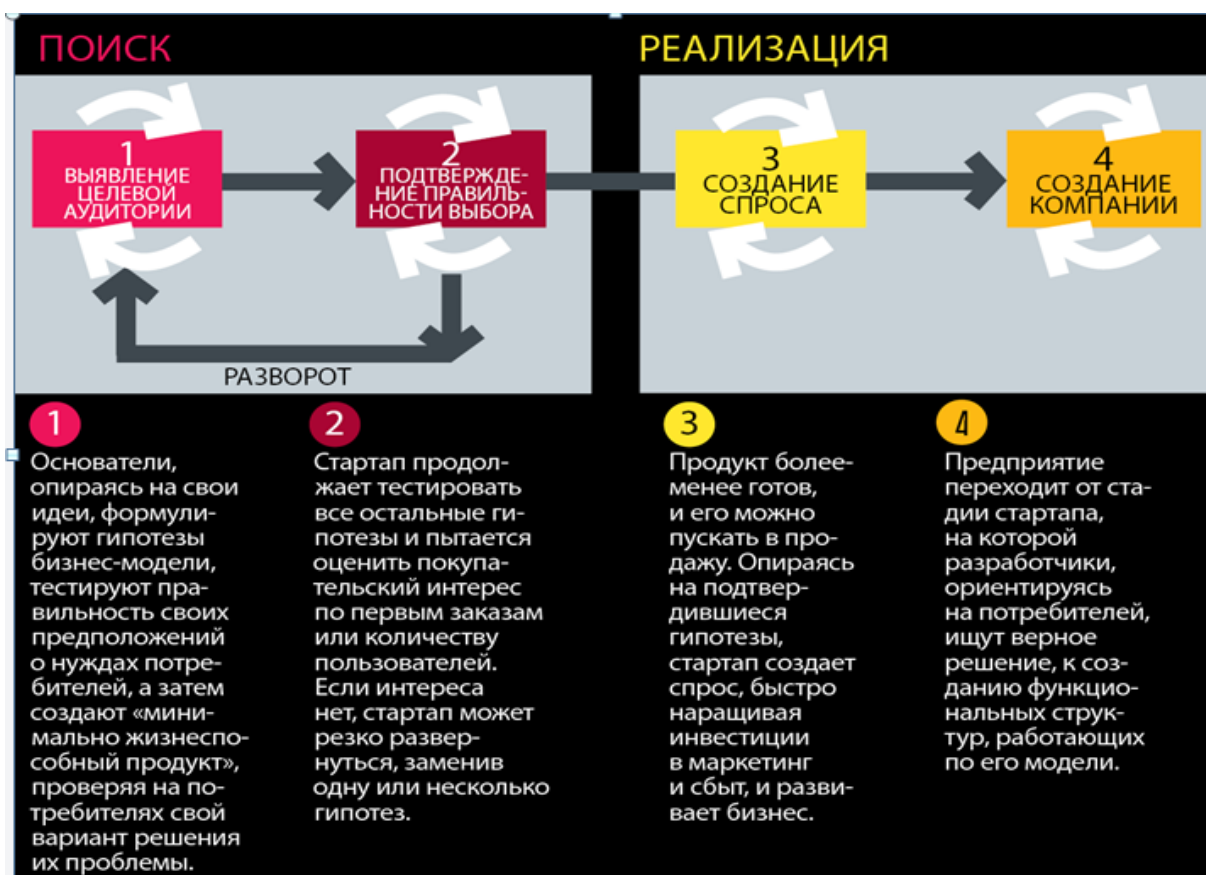 ПОИСК
РЕАЛИЗАЦИЯ
1
ВЫЯВЛЕНИЕ
ЦЕЛЕВОЙ
АУДИТОРИИ
2
ПОДТВЕРЖДЕ-
НИЕ ПРАВИЛЬ-
НОСТИ ВЫБОРА
3
СОЗДАНИЕ
СПРОСА
4
СОЗДАНИЕ
КОМПАНИИ
РАЗВОРОТ
1
Основатели,
опираясь на свои
идеи, формули-
руют гипотезы
бизнес-модели,
тестируют пра-
вильность своих
предположений
о нуждах потре-
бителей, а затем
создают «мини-
мально жизнеспо-
собный продукт»,
проверяя на по-
требителях свой
вариант решения
их проблемы.
2
Стартап продол-
жает тестировать
все остальные ги-
потезы и пытается
оценить покупа-
тельский интерес
по первым заказам
или количеству
пользователей.
Если интереса
нет, стартап может
резко развер-
нуться, заменив
одну или несколько
гипотез.
3
Продукт более-
менее готов,
и его можно
пускать в про-
дажу. Опираясь
на подтвер-
дившиеся
гипотезы,
стартап создает
спрос, быстро
наращивая
инвестиции
в маркетинг
и сбыт, и разви-
вает бизнес.
4
Предприятие
переходит от ста-
дии стартапа,
на которой
разработчики,
ориентируясь
на потребителей,
ищут верное
решение, к соз-
данию функцио-
нальных струк-
тур, работающих
по его модели.